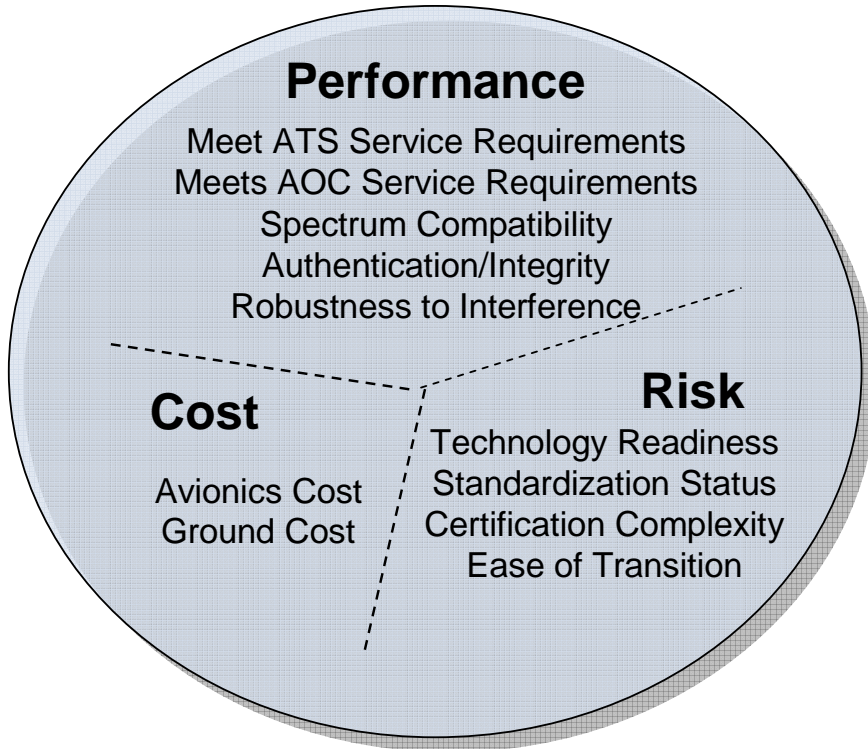 Performance
Meet ATS Service Requirements
Meets AOC Service Requirements
Spectrum Compatibility
Authentication/Integrity
Robustness to Interference
Cost
Avionics Cost
Ground Cost
Risk
Technology Readiness
Standardization Status
Certification Complexity
Ease of Transition